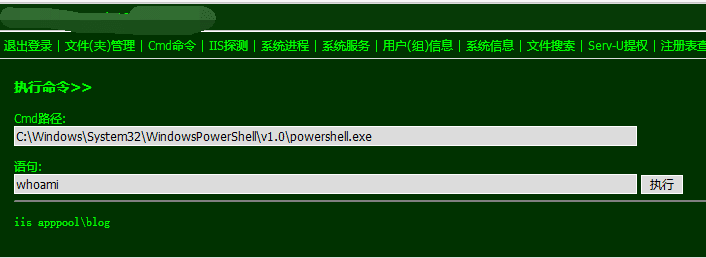 退出登录 | 文件(夹)管理 | Cmd命令 | IIS探测 | 系统进程 | 系统服务 | 用户(组)信息 | 系统信息 | 文件搜索 | Serv-U提权 | 注册表查
执行命令>>
Cmd路径:
C:\Windows\System32\WindowsPowerShell\v1.0\powershell.exe
语句:
whoami 执行
iis apppool\blog